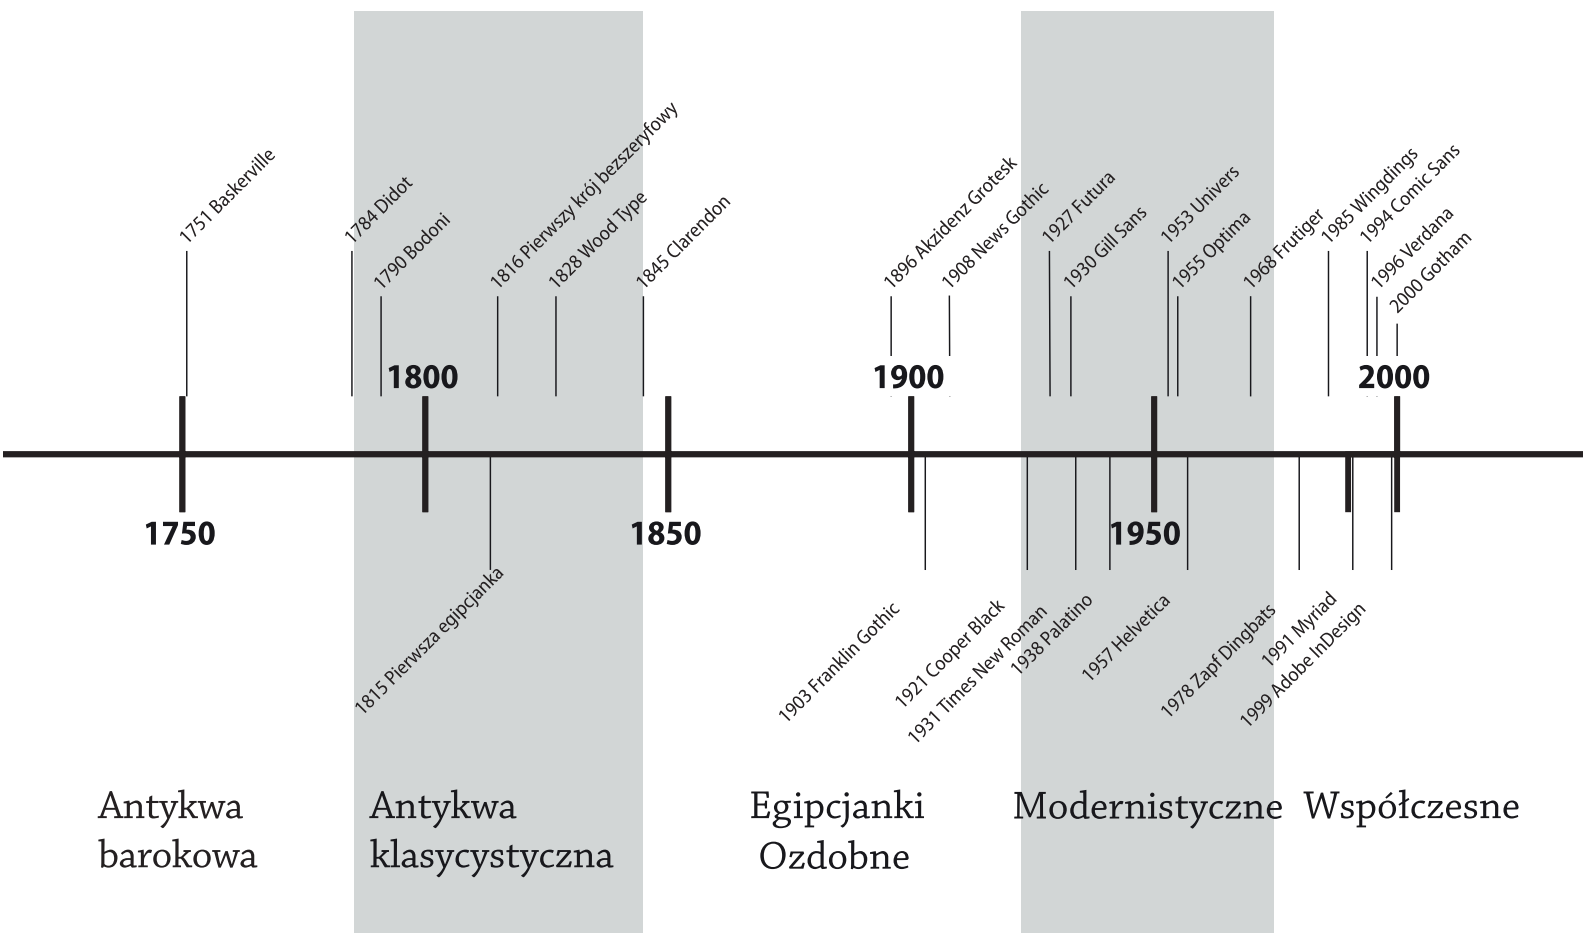 1751 Baskerville
1784 Didot
1790 Bodoni
1816 Pierwszy krój bezszeryfowy
1828 Wood Type
1845 Clarendon
1896 Akzidenz Grotesk
1908 News Gothic
1927 Futura
1930 Gill Sans
1953 Univers
1955 Optima
1968 Frutiger
1985 Wingdings
1994 Comic Sans
1996 Verdana
2000 Gotham
1800
1900
2000
1750
1850
1950
1815 Pierwsza egipcjanka
1903 Franklin Gothic
1921 Cooper Black
1931 Times New Roman
1938 Palatino
1957 Helvetica
1978 Zapf Dingbats
1991 Myriad
1999 Adobe InDesign
Antykwa
barokowa
Antykwa
klasycystyczna
Egipcjanki
Ozdobne
Modernistyczne
Współczesne